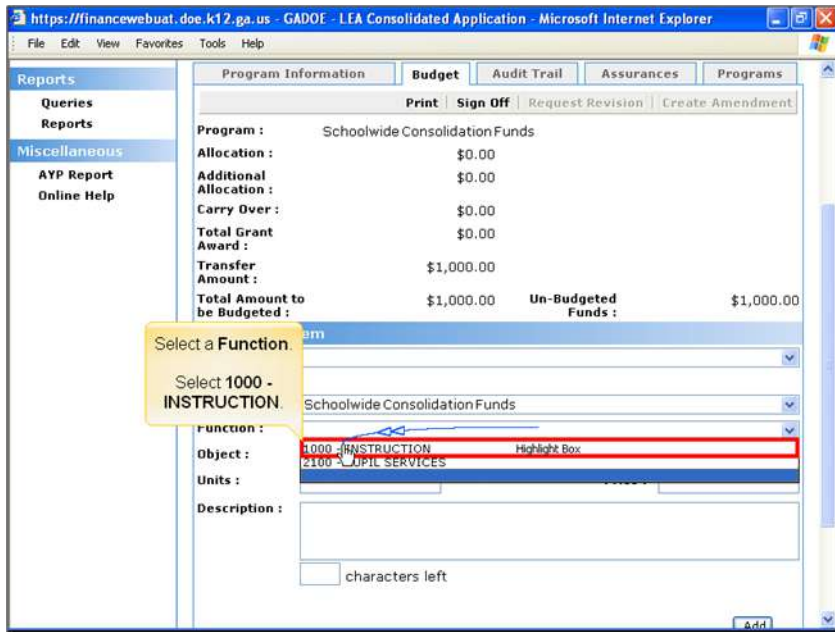 https://financewebuat.doe.k12.ga.us - GADOE - LEA Consolidated Application - Microsoft Internet Explorer
File Edit View Favorites Tools Help
Reports
Queries
Reports
Miscellaneous
AYP Report
Online Help
Program Information Budget Audit Trail Assurances Programs
Print Sign Off Request Revision Create Amendment
Program : Schoolwide Consolidation Funds
Allocation : $0.00
Additional
Allocation : $0.00
Carry Over : $0.00
Total Grant
Award : $0.00
Transfer
Amount : $1,000.00
Total Amount to
be Budgeted : $1,000.00 Un-Budgeted
Funds : $1,000.00
Select a Function.
Select 1000 -
INSTRUCTION.
Schoolwide Consolidation Funds
Function :
1000 - INSTRUCTION Highlight Box
2100 - PUPIL SERVICES
Object :
Units :
Description :
characters left
Add